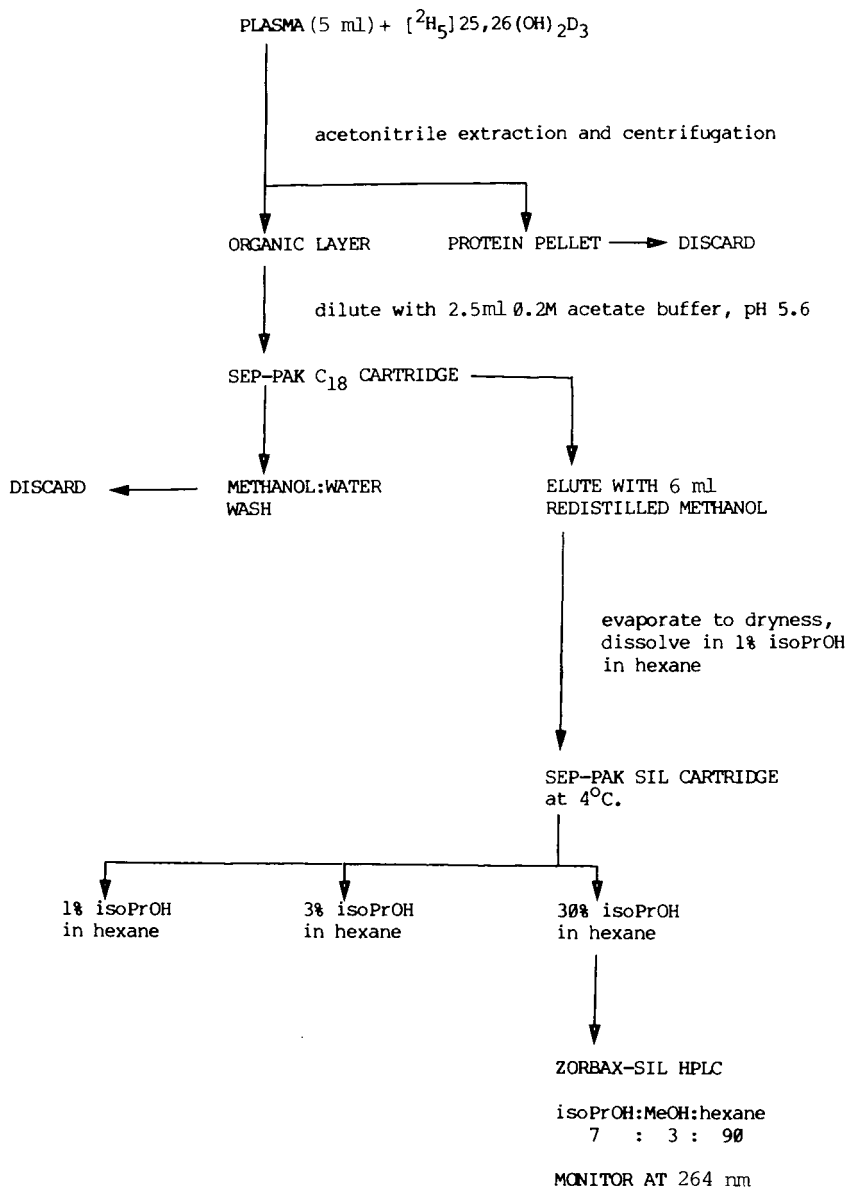 PLASMA (5 ml) + [²H₅]25,26(OH)₂D₃
acetonitrile extraction and centrifugation
ORGANIC LAYER
PROTEIN PELLET
DISCARD
dilute with 2.5ml 0.2M acetate buffer, pH 5.6
SEP-PAK C₁₈ CARTRIDGE
DISCARD
METHANOL:WATER
WASH
ELUTE WITH 6 ml
REDISTILLED METHANOL
evaporate to dryness,
dissolve in 1% isoPrOH
in hexane
SEP-PAK SIL CARTRIDGE
at 4°C.
1% isoPrOH
in hexane
3% isoPrOH
in hexane
30% isoPrOH
in hexane
ZORBAX-SIL HPLC
isoPrOH:MeOH:hexane
7 : 3 : 90
MONITOR AT 264 nm